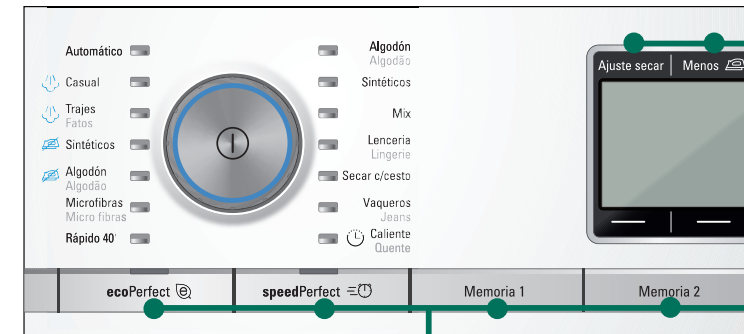 Automático
Casual
Trajes
Fatos
Sintéticos
Algodón
Algodão
Microfibras
Micro fibras
Rápido 40'
Algodón
Algodão
Sintéticos
Mix
Lenceria
Lingerie
Secar c/cesto
Vaqueros
Jeans
Caliente
Quente
Ajuste secar
Menos
ecoPerfect
speedPerfect
Memoria 1
Memoria 2